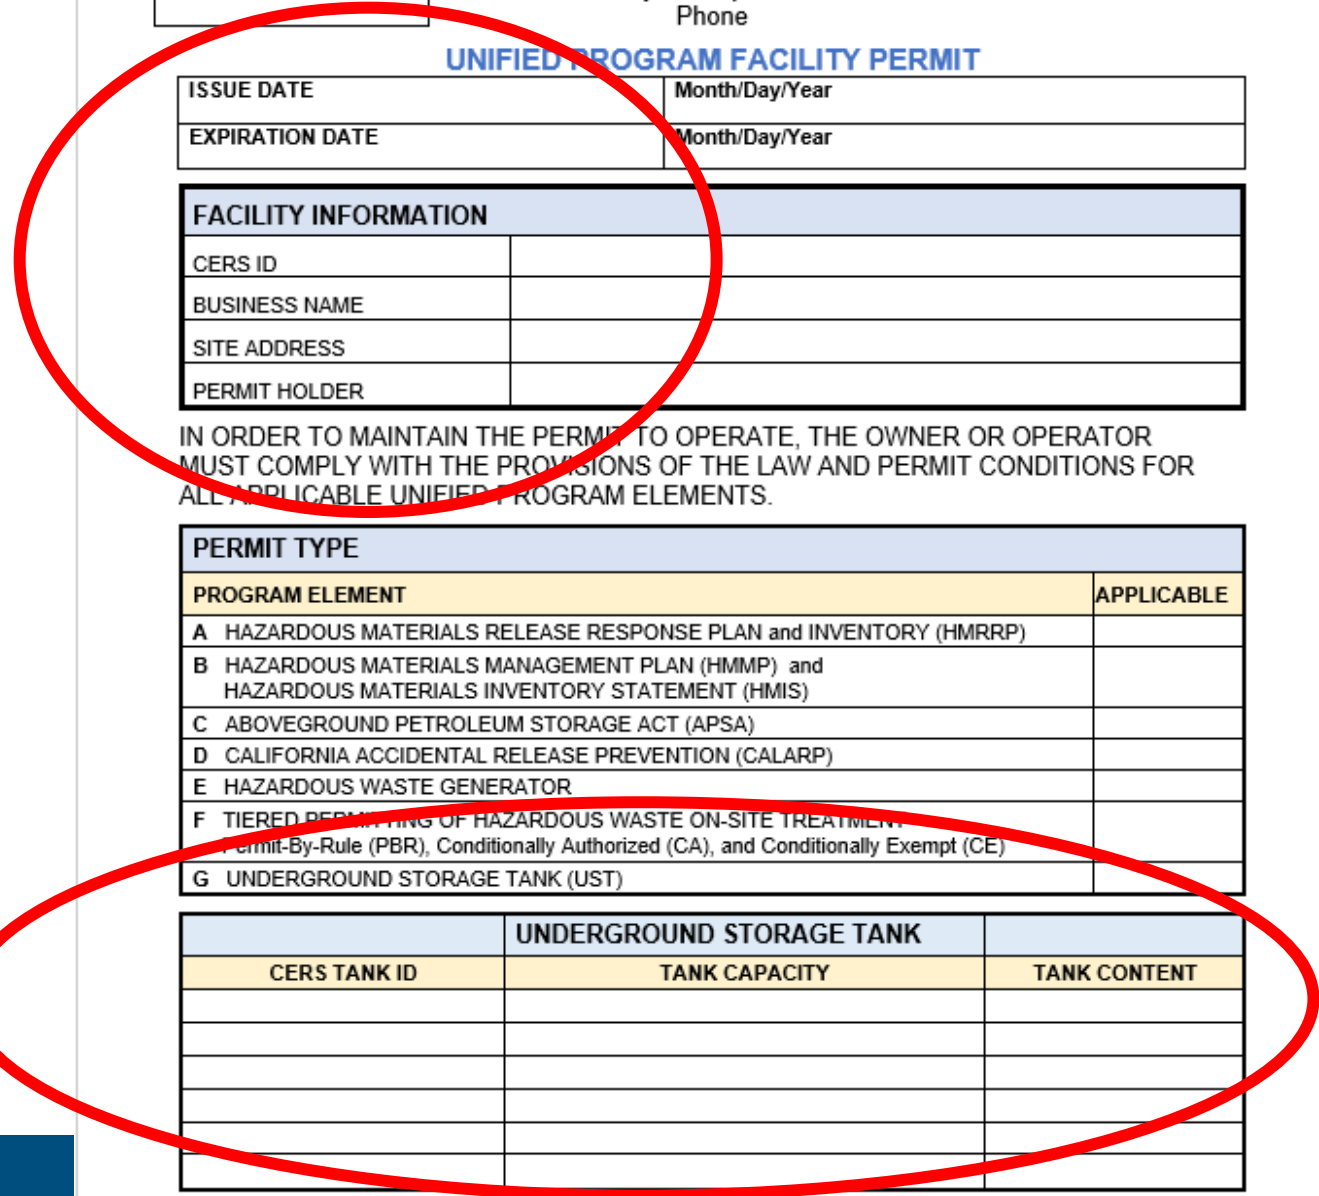 Phone
UNIFIED PROGRAM FACILITY PERMIT
ISSUE DATE Month/Day/Year
EXPIRATION DATE Month/Day/Year
FACILITY INFORMATION
CERS ID
BUSINESS NAME
SITE ADDRESS
PERMIT HOLDER
IN ORDER TO MAINTAIN THE PERMIT TO OPERATE, THE OWNER OR OPERATOR
MUST COMPLY WITH THE PROVISIONS OF THE LAW AND PERMIT CONDITIONS FOR
ALL APPLICABLE UNIFIED PROGRAM ELEMENTS.
PERMIT TYPE
PROGRAM ELEMENT APPLICABLE
A HAZARDOUS MATERIALS RELEASE RESPONSE PLAN and INVENTORY (HMRRP)
B HAZARDOUS MATERIALS MANAGEMENT PLAN (HMMP) and
HAZARDOUS MATERIALS INVENTORY STATEMENT (HMIS)
C ABOVEGROUND PETROLEUM STORAGE ACT (APSA)
D CALIFORNIA ACCIDENTAL RELEASE PREVENTION (CALARP)
E HAZARDOUS WASTE GENERATOR
F TIERED PERMITTING OF HAZARDOUS WASTE ON-SITE TREATMENT
Permit-By-Rule (PBR), Conditionally Authorized (CA), and Conditionally Exempt (CE)
G UNDERGROUND STORAGE TANK (UST)
UNDERGROUND STORAGE TANK
CERS TANK ID TANK CAPACITY TANK CONTENT